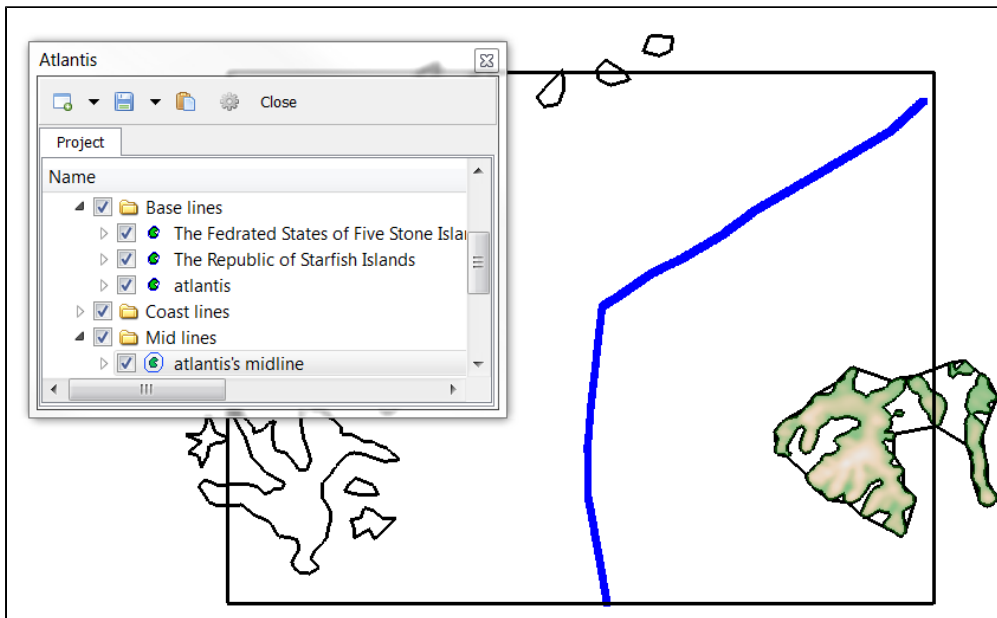 Atlantis
Close
Project
Name
Base lines
The Fedrated States of Five Stone Islar
The Republic of Starfish Islands
atlantis
Coast lines
Mid lines
atlantis's midline